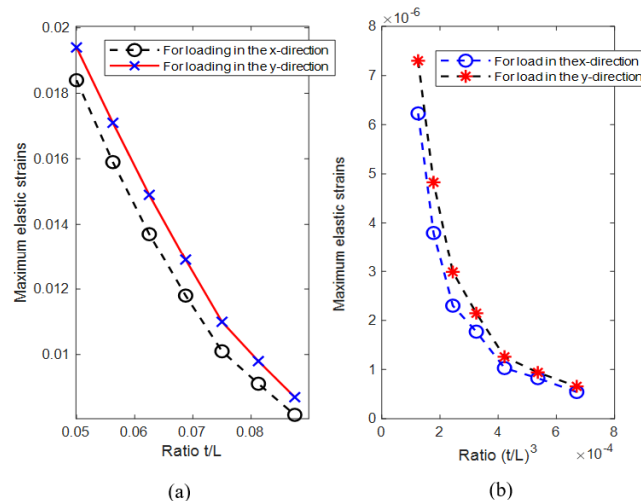 0.02
0.018
0.016
0.014
0.012
0.01
Maximum elastic strains
For loading in the x-direction
For loading in the y-direction
0.05 0.06 0.07 0.08
Ratio t/L
(a)
×10⁻⁶
8
7
6
5
4
3
2
1
0
Maximum elastic strains
For load in thex-direction
For load in the y-direction
0 2 4 6 8
Ratio (t/L)³ ×10⁻⁴
(b)